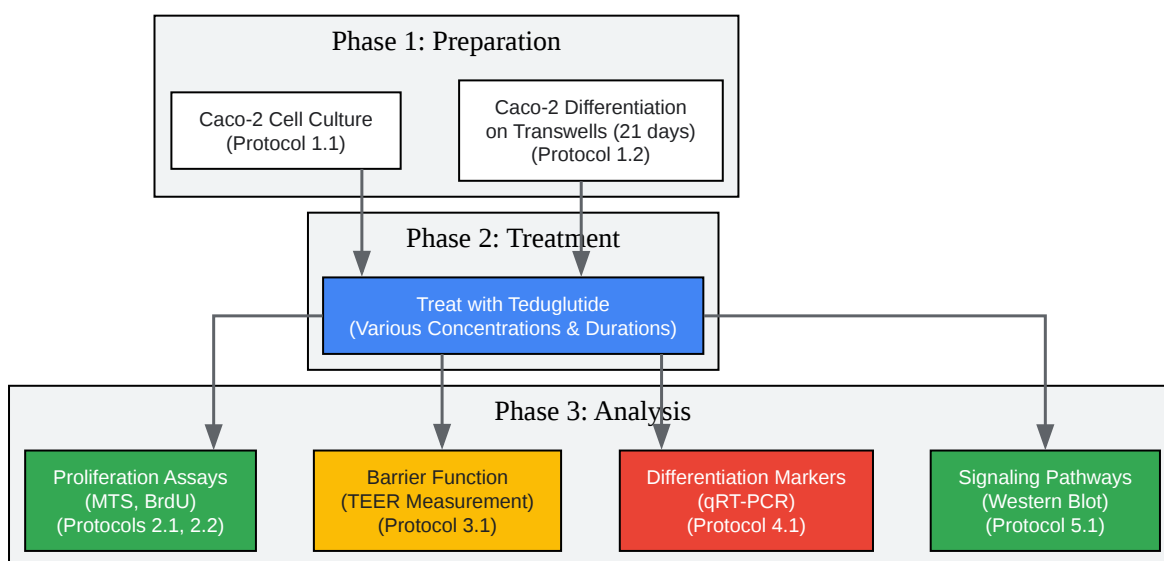 Phase 1: Preparation
Caco-2 Cell Culture
(Protocol 1.1)
Caco-2 Differentiation
on Transwells (21 days)
(Protocol 1.2)
Phase 2: Treatment
Treat with Teduglutide
(Various Concentrations & Durations)
Phase 3: Analysis
Proliferation Assays
(MTS, BrdU)
(Protocols 2.1, 2.2)
Barrier Function
(TEER Measurement)
(Protocol 3.1)
Differentiation Markers
(qRT-PCR)
(Protocol 4.1)
Signaling Pathways
(Western Blot)
(Protocol 5.1)